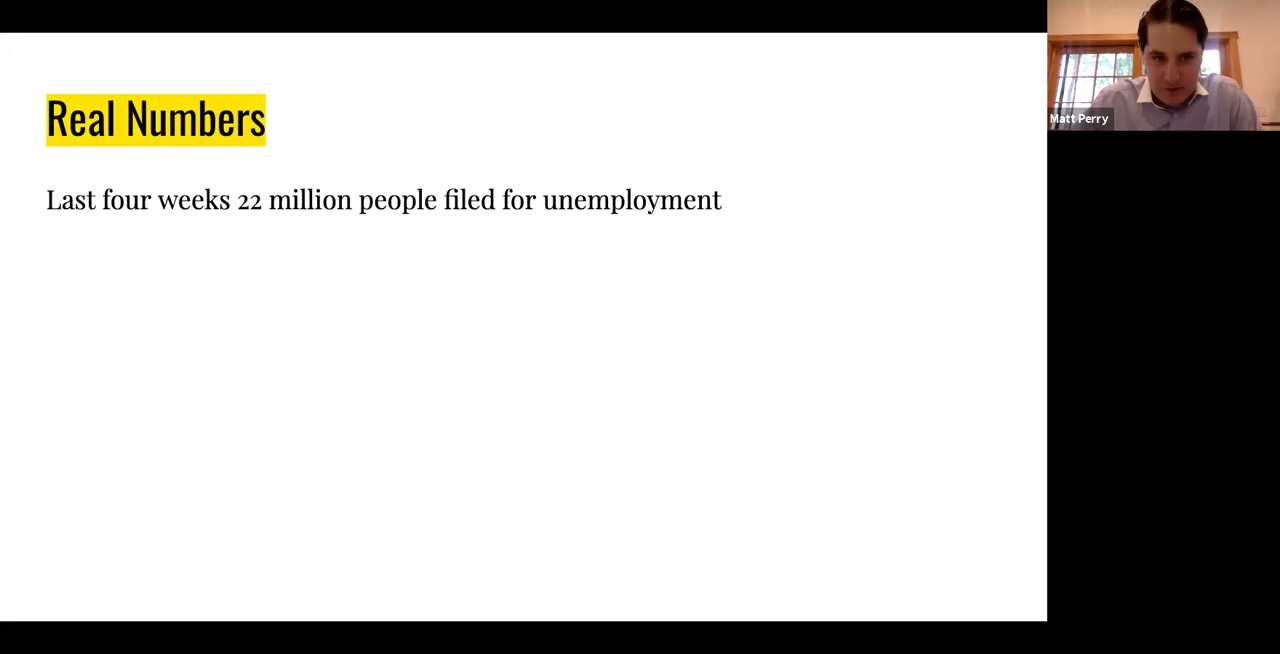 Real Numbers
Last four weeks 22 million people filed for unemployment
Matt Perry